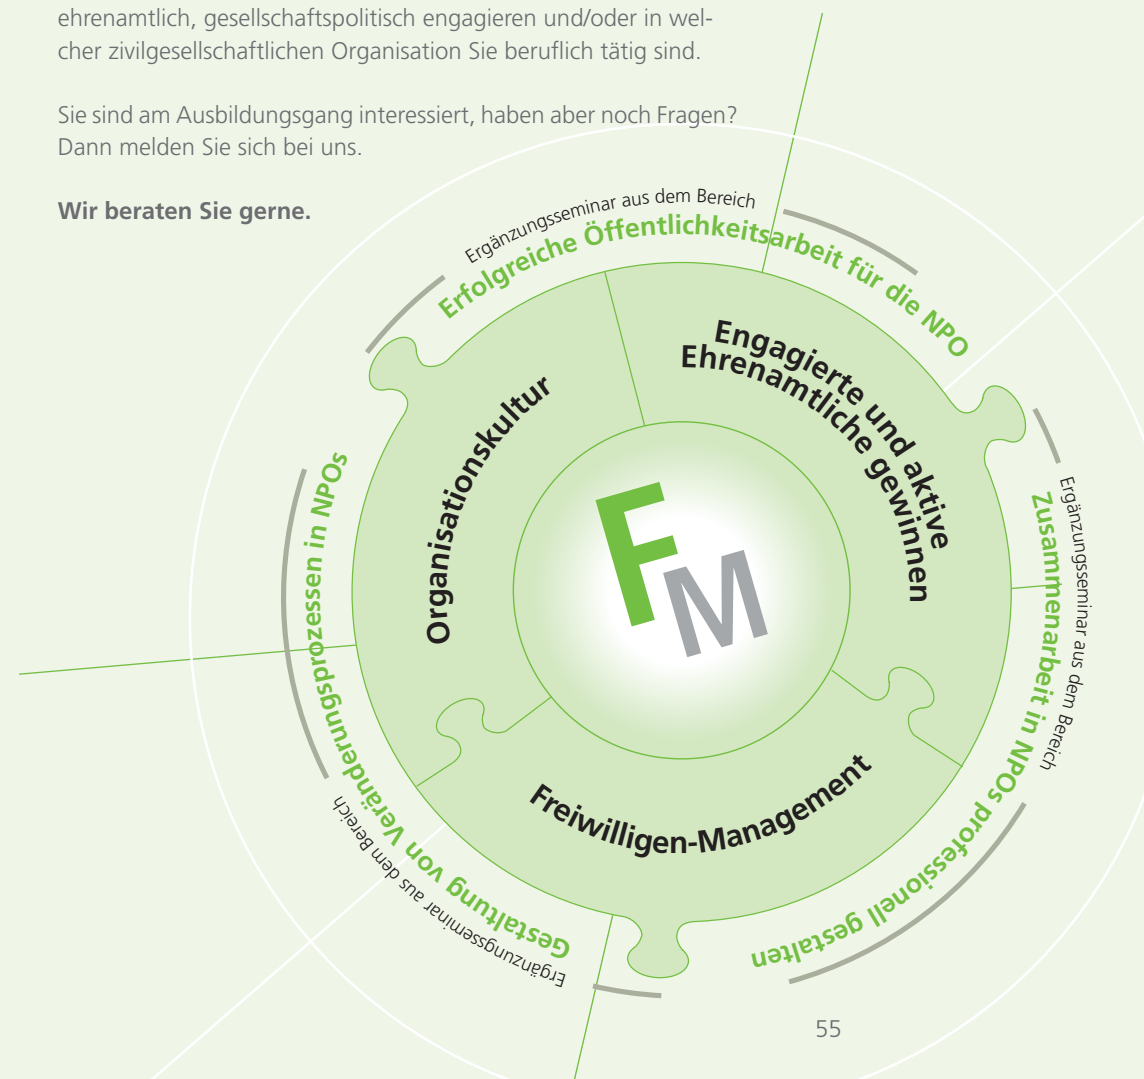 ehrenamtlich, gesellschaftspolitisch engagieren und/oder in wel-
cher zivilgesellschaftlichen Organisation Sie beruflich tätig sind.
Sie sind am Ausbildungsgang interessiert, haben aber noch Fragen?
Dann melden Sie sich bei uns.
Wir beraten Sie gerne.
Ergänzungsseminar aus dem Bereich
Erfolgreiche Öffentlichkeitsarbeit für die NPO
Engagierte und aktive
Ehrenamtliche gewinnen
Organisationskultur
FM
Freiwilligen-Management
Ergänzungsseminar aus dem Bereich
Zusammenarbeit in NPOs professionell gestalten
Gestaltung von Veränderungsprozessen in NPOs
Ergänzungsseminar aus dem Bereich
55